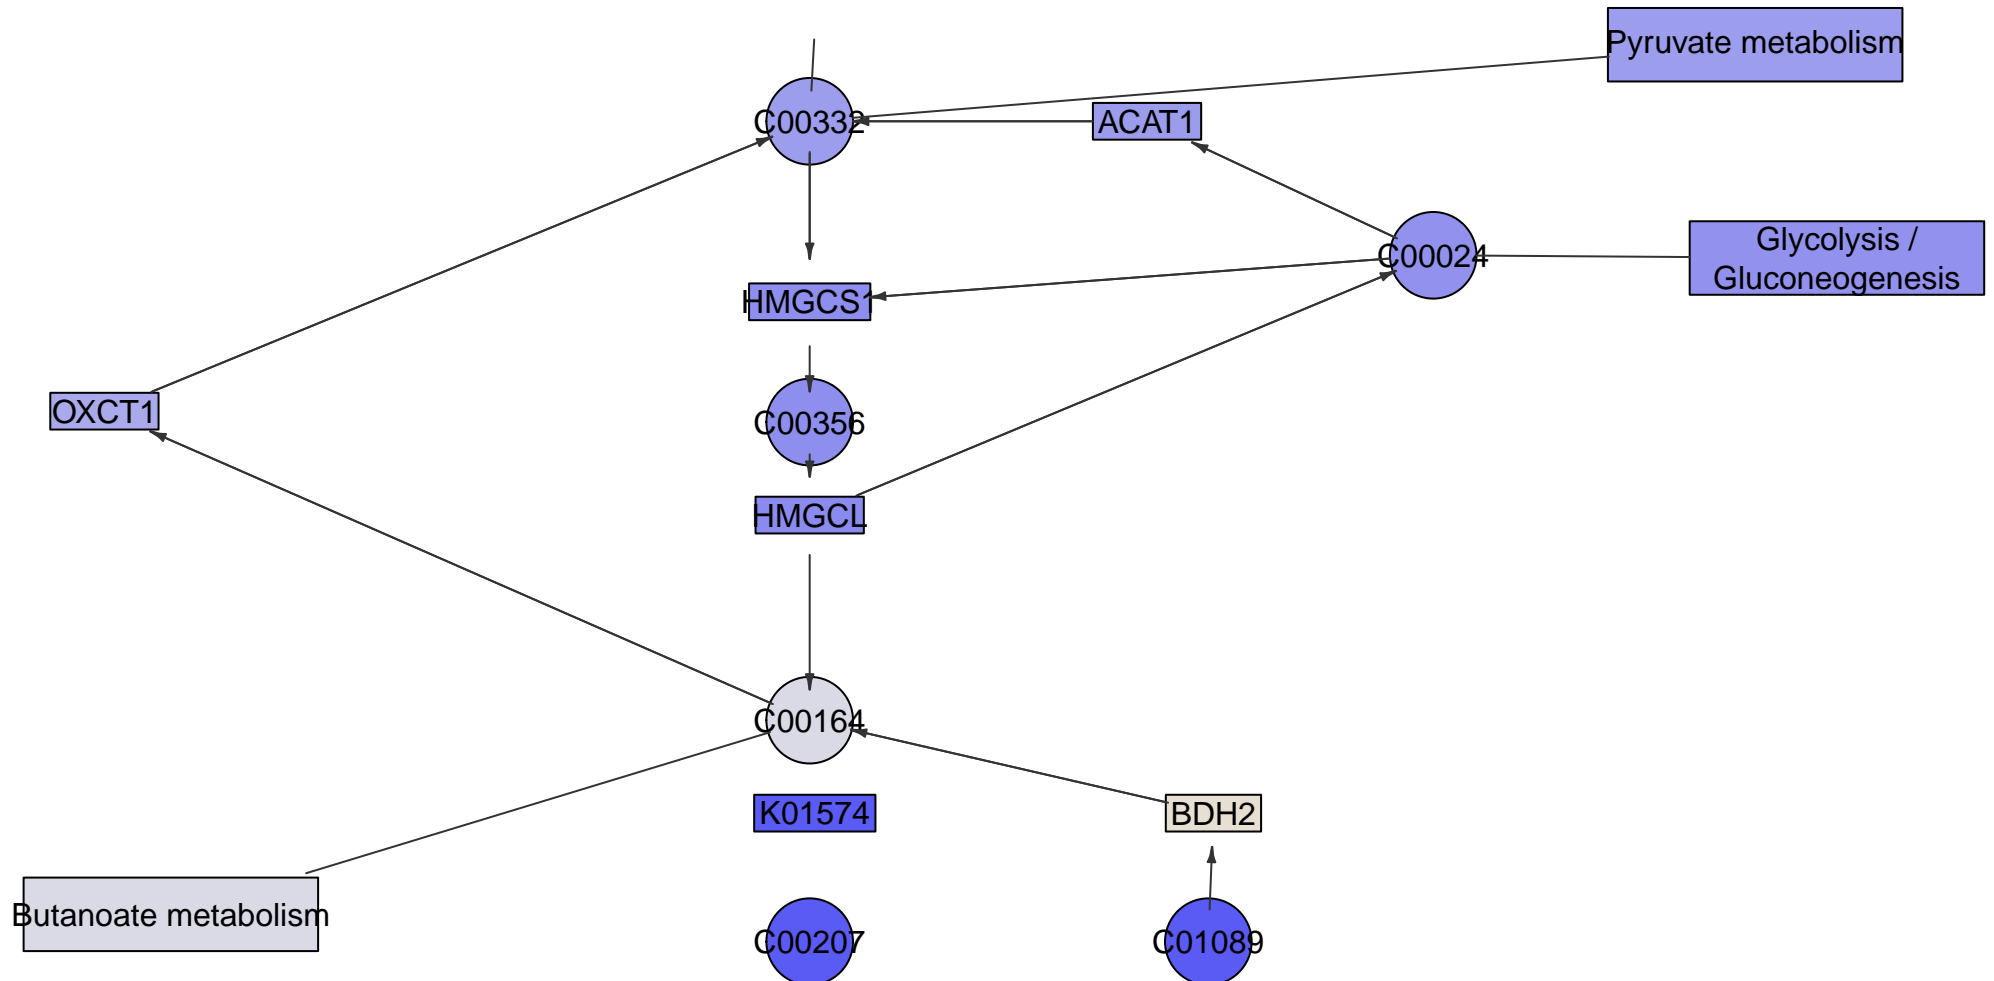 Pyruvate metabolism
C00332
ACAT1
Glycolysis /
Gluconeogenesis
C00024
HMGCS1
OXCT1
C00356
HMGCL
C00164
K01574
BDH2
Butanoate metabolism
C00207
C01089